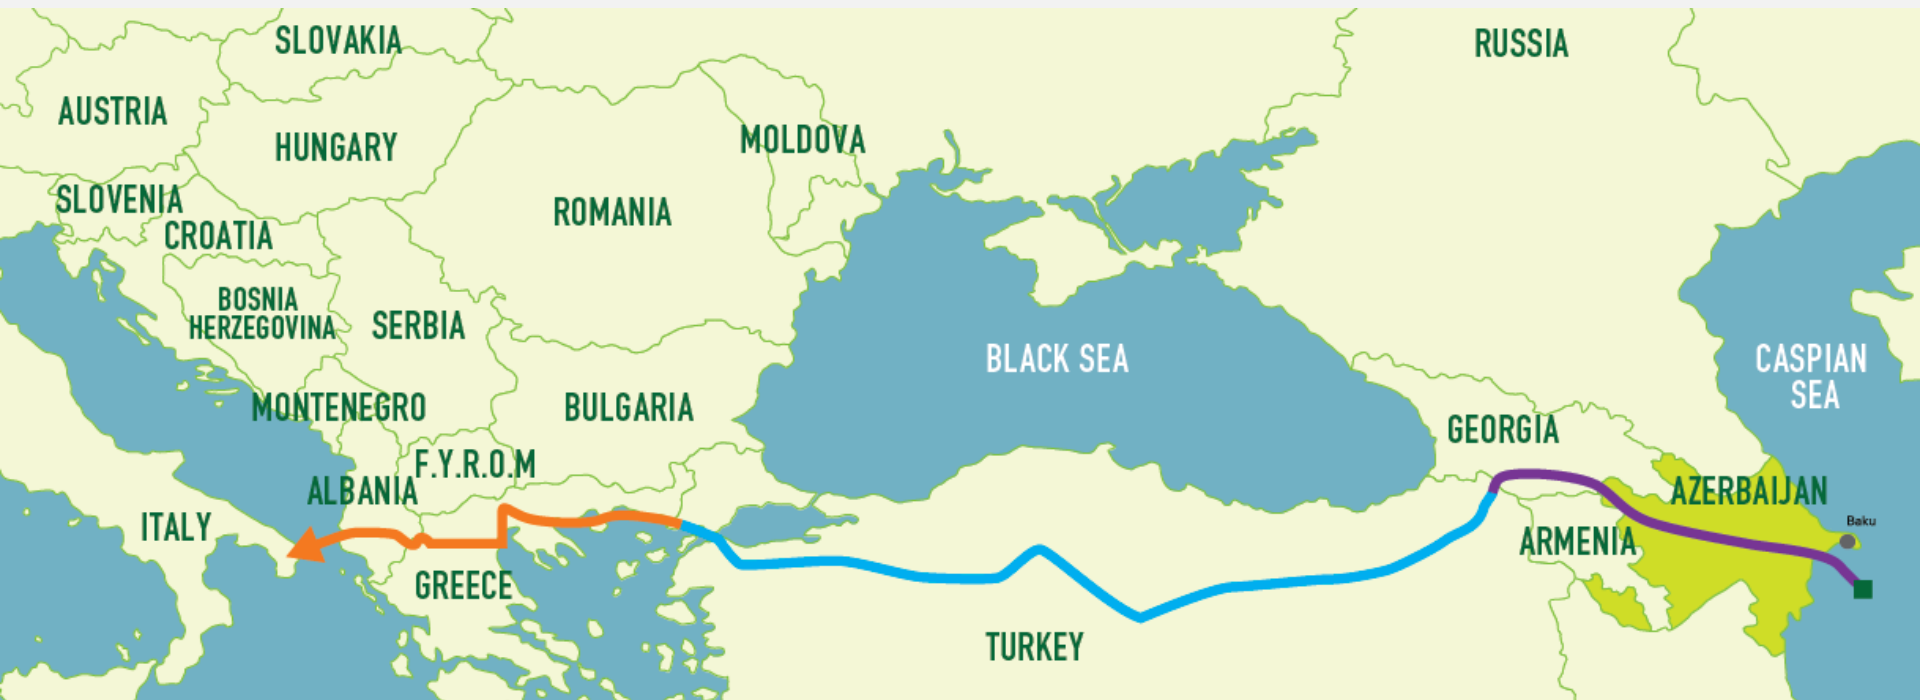 SLOVAKIA
RUSSIA
AUSTRIA
HUNGARY
MOLDOVA
SLOVENIA
ROMANIA
CROATIA
BOSNIA
HERZEGOVINA
SERBIA
BLACK SEA
CASPIAN
SEA
MONTENEGRO
BULGARIA
GEORGIA
F.Y.R.O.M
ALBANIA
AZERBAIJAN
ITALY
Baku
ARMENIA
GREECE
TURKEY